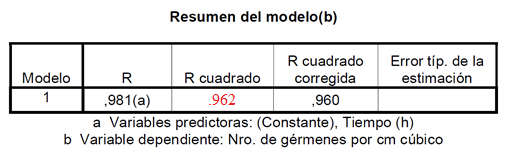 Resumen del modelo(b)
Modelo R R cuadrado R cuadrado corregida Error típ. de la estimación
1 ,981(a) .962 ,960
a Variables predictoras: (Constante), Tiempo (h)
b Variable dependiente: Nro. de gérmenes por cm cúbico